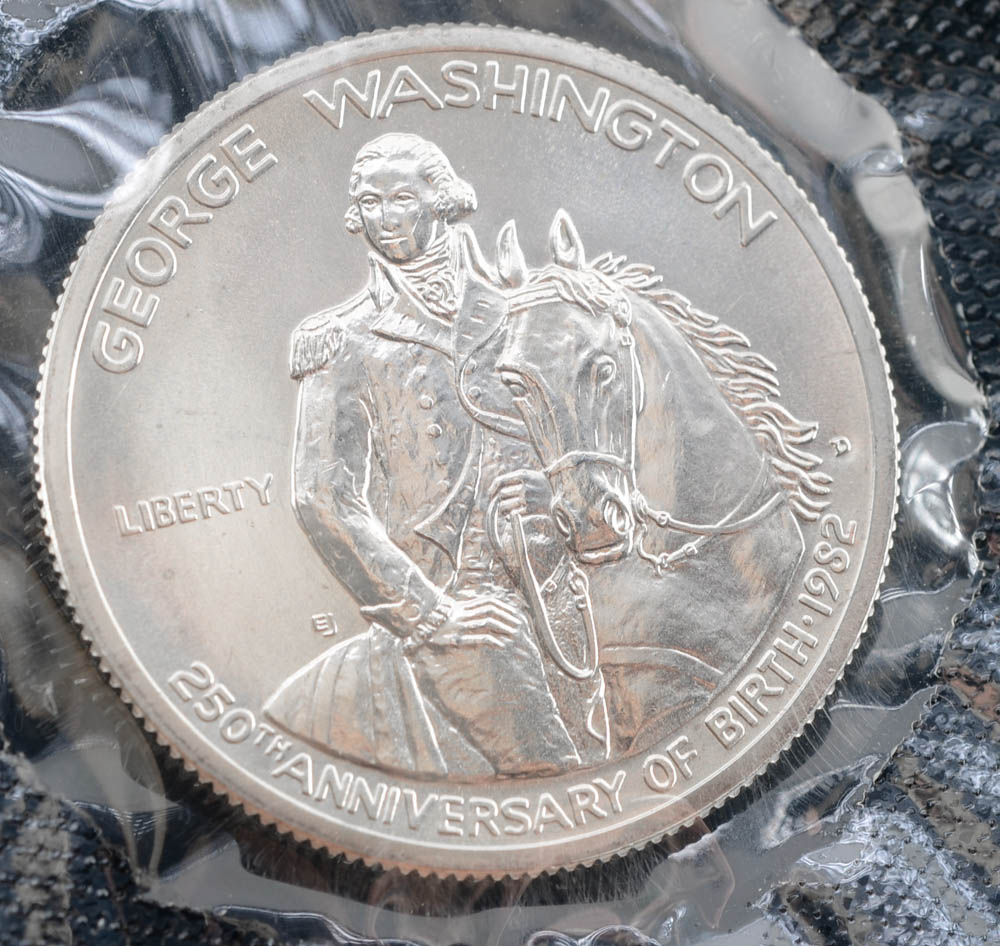 GEORGE WASHINGTON
LIBERTY
D
EJ
250TH ANNIVERSARY OF BIRTH·1982